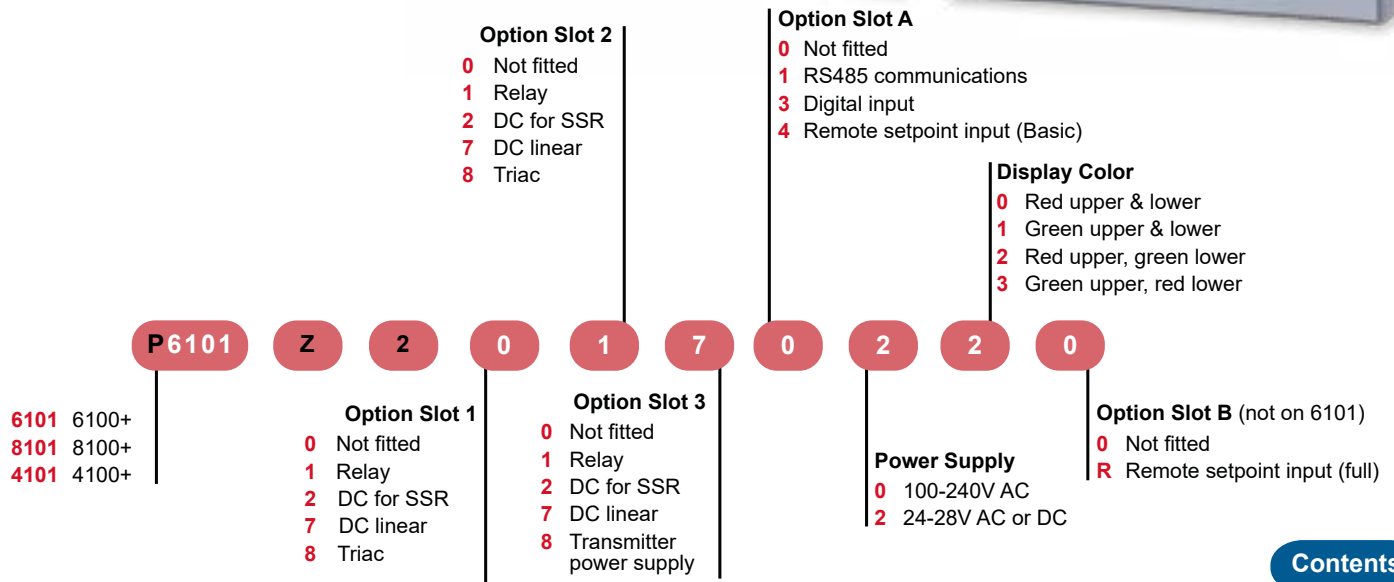 Option Slot 2
0 Not fitted
1 Relay
2 DC for SSR
7 DC linear
8 Triac
Option Slot A
0 Not fitted
1 RS485 communications
3 Digital input
4 Remote setpoint input (Basic)
Display Color
0 Red upper & lower
1 Green upper & lower
2 Red upper, green lower
3 Green upper, red lower
P6101 Z 2 0 1 7 0 2 2 0
6101 6100+
8101 8100+
4101 4100+
Option Slot 1
0 Not fitted
1 Relay
2 DC for SSR
7 DC linear
8 Triac
Option Slot 3
0 Not fitted
1 Relay
2 DC for SSR
7 DC linear
8 Transmitter
power supply
Power Supply
0 100-240V AC
2 24-28V AC or DC
Option Slot B (not on 6101)
0 Not fitted
R Remote setpoint input (full)
Contents